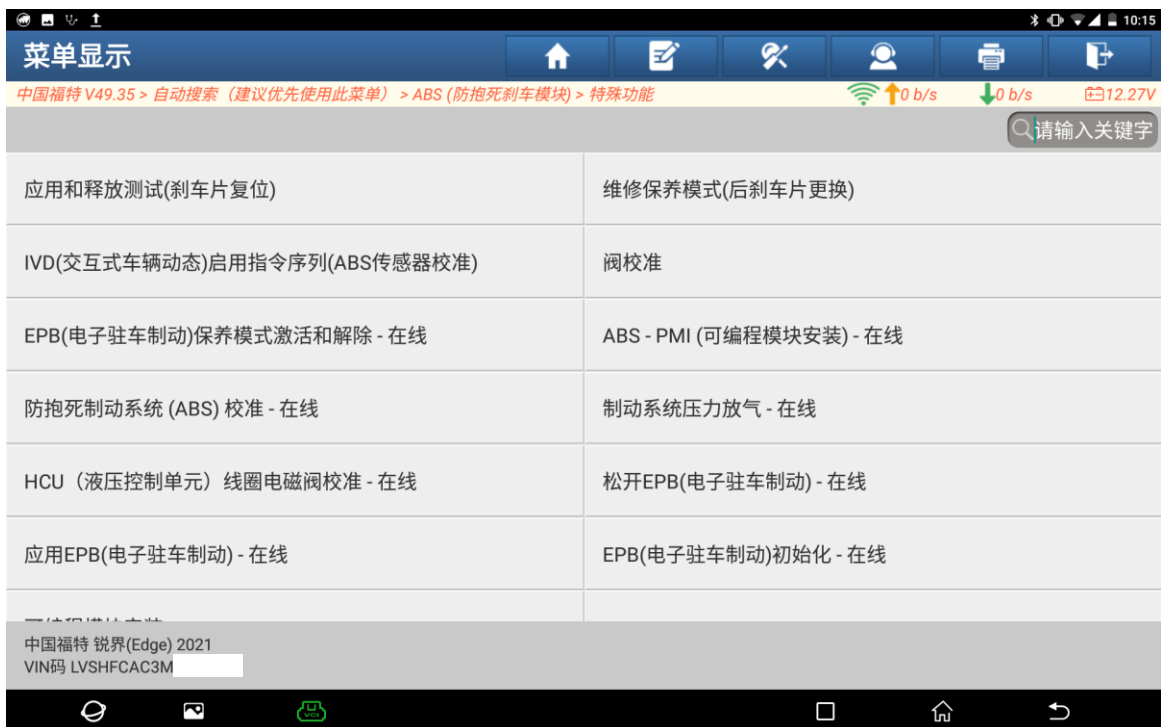 10:15
菜单显示
中国福特 V49.35 > 自动搜索（建议优先使用此菜单） > ABS (防抱死刹车模块) > 特殊功能 0 b/s 0 b/s 12.27V
请输入关键字
应用和释放测试(刹车片复位) 维修保养模式(后刹车片更换)
IVD(交互式车辆动态)启用指令序列(ABS传感器校准) 阀校准
EPB(电子驻车制动)保养模式激活和解除 - 在线 ABS - PMI (可编程模块安装) - 在线
防抱死制动系统 (ABS) 校准 - 在线 制动系统压力放气 - 在线
HCU（液压控制单元）线圈电磁阀校准 - 在线 松开EPB(电子驻车制动) - 在线
应用EPB(电子驻车制动) - 在线 EPB(电子驻车制动)初始化 - 在线
中国福特 锐界(Edge) 2021
VIN码 LVSHFCAC3M
VCI